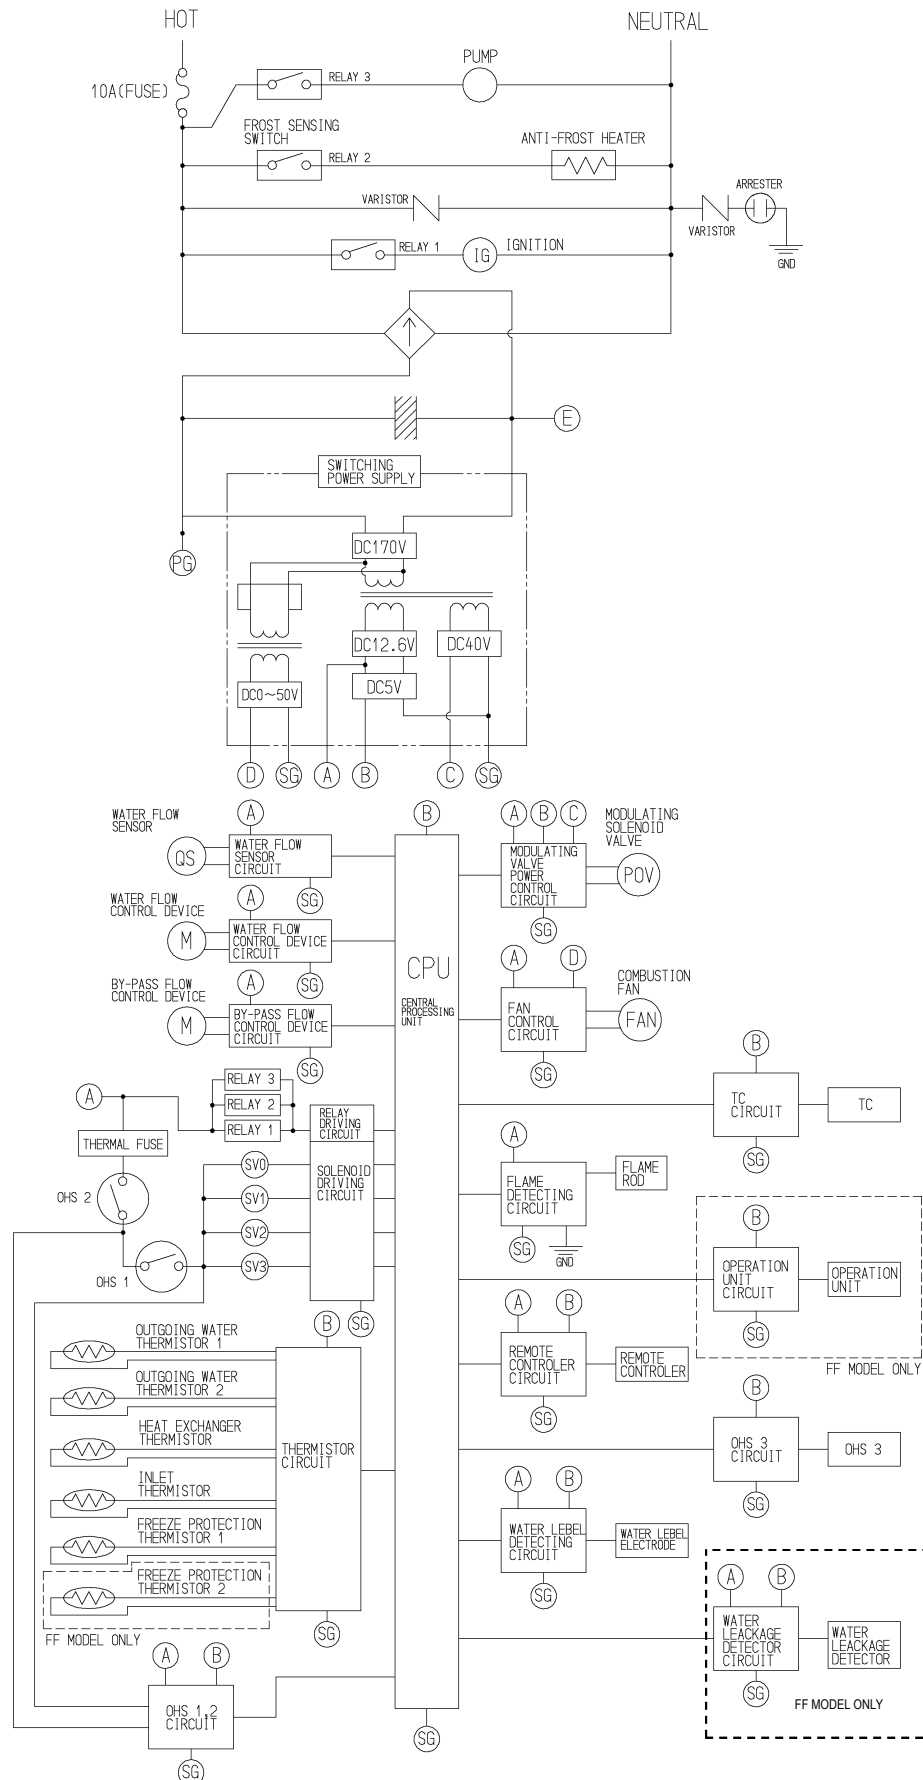 HOT
NEUTRAL
10A(FUSE)
RELAY 3
PUMP
FROST SENSING
SWITCH
RELAY 2
ANTI-FROST HEATER
VARISTOR
VARISTOR
ARRESTER
GND
RELAY 1
IG
IGNITION
E
SWITCHING
POWER SUPPLY
PG
DC170V
DC12.6V
DC40V
DC5V
DC0~50V
D
SG
A
B
C
SG
WATER FLOW
SENSOR
QS
A
WATER FLOW
SENSOR
CIRCUIT
SG
WATER FLOW
CONTROL DEVICE
M
A
WATER FLOW
CONTROL DEVICE
CIRCUIT
SG
BY-PASS FLOW
CONTROL DEVICE
M
A
BY-PASS FLOW
CONTROL DEVICE
CIRCUIT
SG
B
CPU
CENTRAL
PROCESSING
UNIT
SG
A
B
C
MODULATING
VALVE
POWER
CONTROL
CIRCUIT
SG
MODULATING
SOLENOID
VALVE
POV
A
D
FAN
CONTROL
CIRCUIT
SG
COMBUSTION
FAN
FAN
B
TC
CIRCUIT
SG
TC
A
RELAY 3
RELAY 2
RELAY 1
RELAY
DRIVING
CIRCUIT
THERMAL FUSE
OHS 2
OHS 1
SV0
SV1
SV2
SV3
SOLENOID
DRIVING
CIRCUIT
SG
A
FLAME
DETECTING
CIRCUIT
SG
GND
FLAME
ROD
B
OPERATION
UNIT
CIRCUIT
SG
OPERATION
UNIT
FF MODEL ONLY
A
B
REMOTE
CONTROLER
CIRCUIT
SG
REMOTE
CONTROLER
B
OHS 3
CIRCUIT
SG
OHS 3
A
B
WATER LEBEL
DETECTING
CIRCUIT
SG
WATER LEBEL
ELECTRODE
A
B
WATER
LEACKAGE
DETECTOR
CIRCUIT
SG
WATER
LEACKAGE
DETECTOR
FF MODEL ONLY
B
OUTGOING WATER
THERMISTOR 1
OUTGOING WATER
THERMISTOR 2
HEAT EXCHANGER
THERMISTOR
INLET
THERMISTOR
FREEZE PROTECTION
THERMISTOR 1
FREEZE PROTECTION
THERMISTOR 2
FF MODEL ONLY
THERMISTOR
CIRCUIT
SG
A
B
OHS 1,2
CIRCUIT
SG